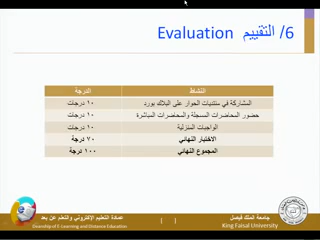 6/ التقييم Evaluation
النشاط الدرجة
المشاركة في منتديات الحوار على البلاك بورد ١٠ درجات
حضور المحاضرات المسجلة والمحاضرات المباشرة ١٠ درجات
الواجبات المنزلية ١٠ درجات
الاختبار النهائي ٧٠ درجة
المجموع النهائي ١٠٠ درجة
جامعة الملك فيصل
King Faisal University
[ ]
عمادة التعليم الإلكتروني والتعلم عن بعد
Deanship of E-Learning and Distance Education